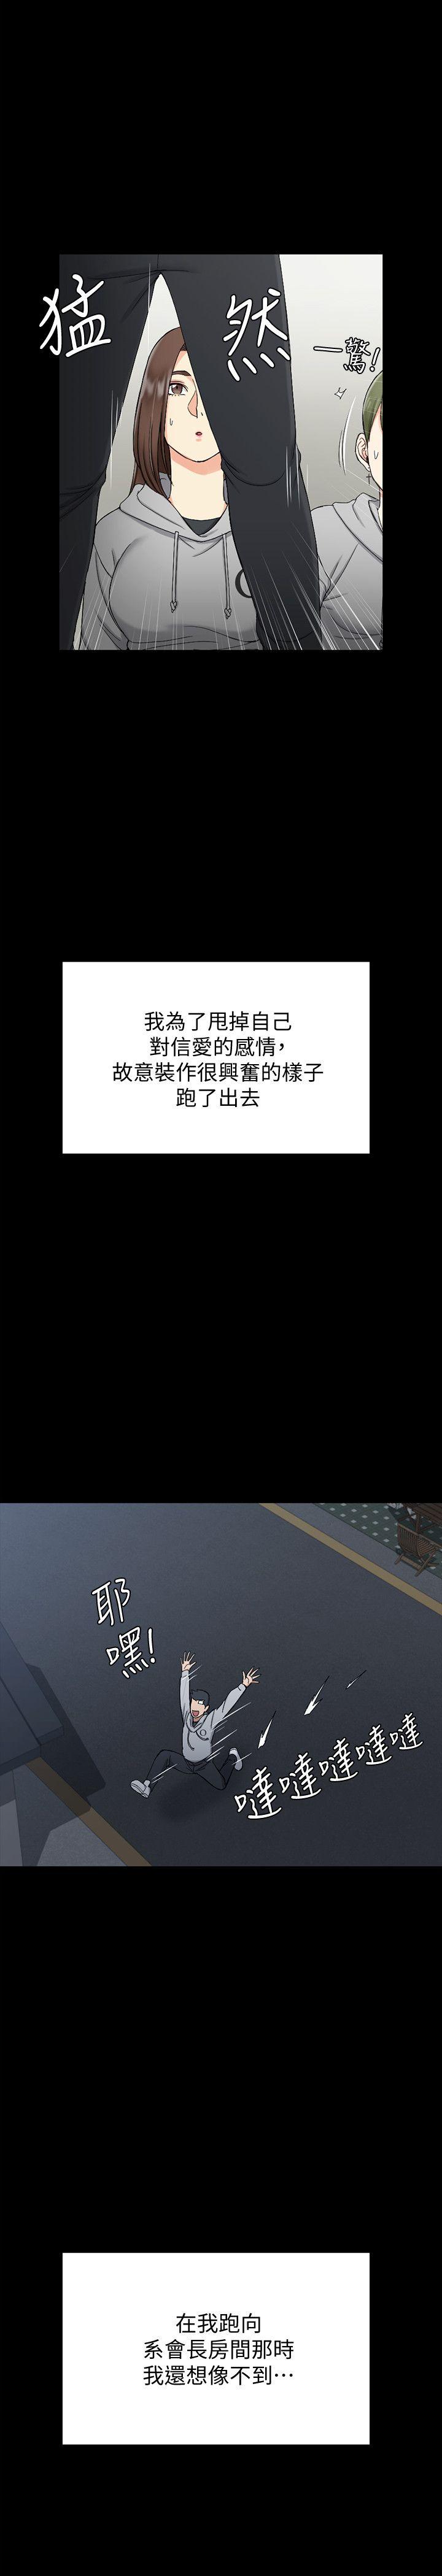 猛然
一驚!
我為了甩掉自己
對信愛的感情,
故意裝作很興奮的樣子
跑了出去
耶
嘿!
噠噠噠噠噠
在我跑向
系會長房間那時
我還想像不到…